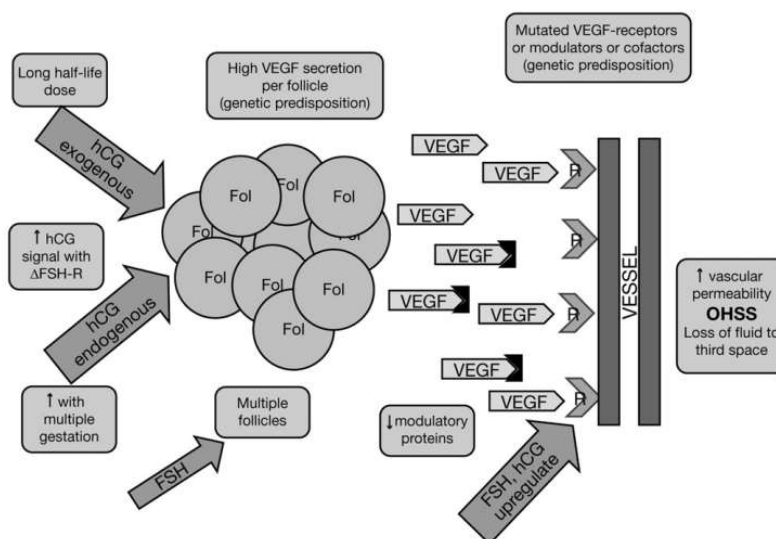 Long half-life
dose
hCG
exogenous
↑ hCG
signal with
ΔFSH-R
hCG
endogenous
↑ with
multiple
gestation
FSH
High VEGF secretion
per follicle
(genetic predisposition)
Fol
Fol
Fol
Fol
Fol
Fol
Fol
Fol
Fol
Multiple
follicles
Mutated VEGF-receptors
or modulators or cofactors
(genetic predisposition)
VEGF
VEGF
VEGF
VEGF
VEGF
VEGF
VEGF
VEGF
R
R
R
R
↓modulatory
proteins
FSH, hCG
upregulate
VESSEL
↑ vascular
permeability
OHSS
Loss of fluid to
third space